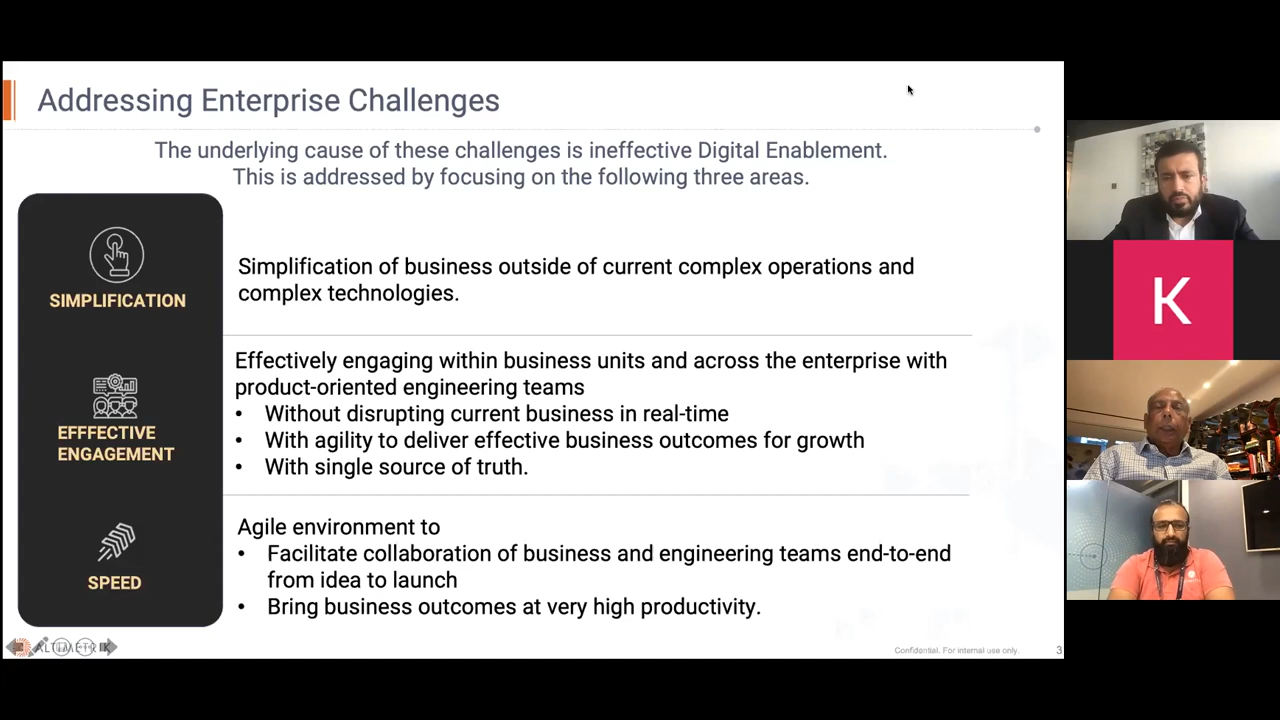 Addressing Enterprise Challenges
The underlying cause of these challenges is ineffective Digital Enablement.
This is addressed by focusing on the following three areas.
SIMPLIFICATION
Simplification of business outside of current complex operations and
complex technologies.
EFFFECTIVE
ENGAGEMENT
Effectively engaging within business units and across the enterprise with
product-oriented engineering teams
• Without disrupting current business in real-time
• With agility to deliver effective business outcomes for growth
• With single source of truth.
SPEED
Agile environment to
• Facilitate collaboration of business and engineering teams end-to-end
from idea to launch
• Bring business outcomes at very high productivity.
ALTIMETRIK
Confidential. For internal use only.
3
K